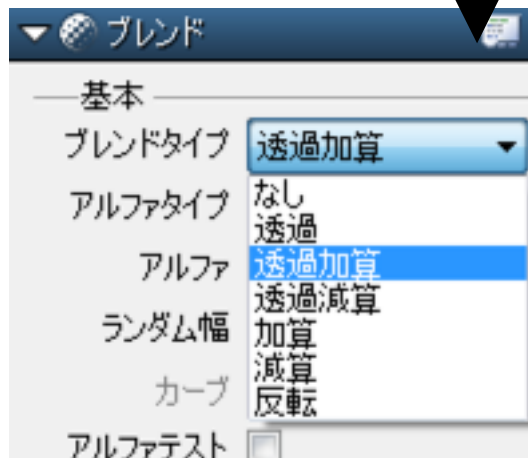 ブレンド
基本
ブレンドタイプ 透過加算
アルファタイプ なし
透過
アルファ 透過加算
透過減算
ランダム幅 加算
減算
カーブ 反転
アルファテスト